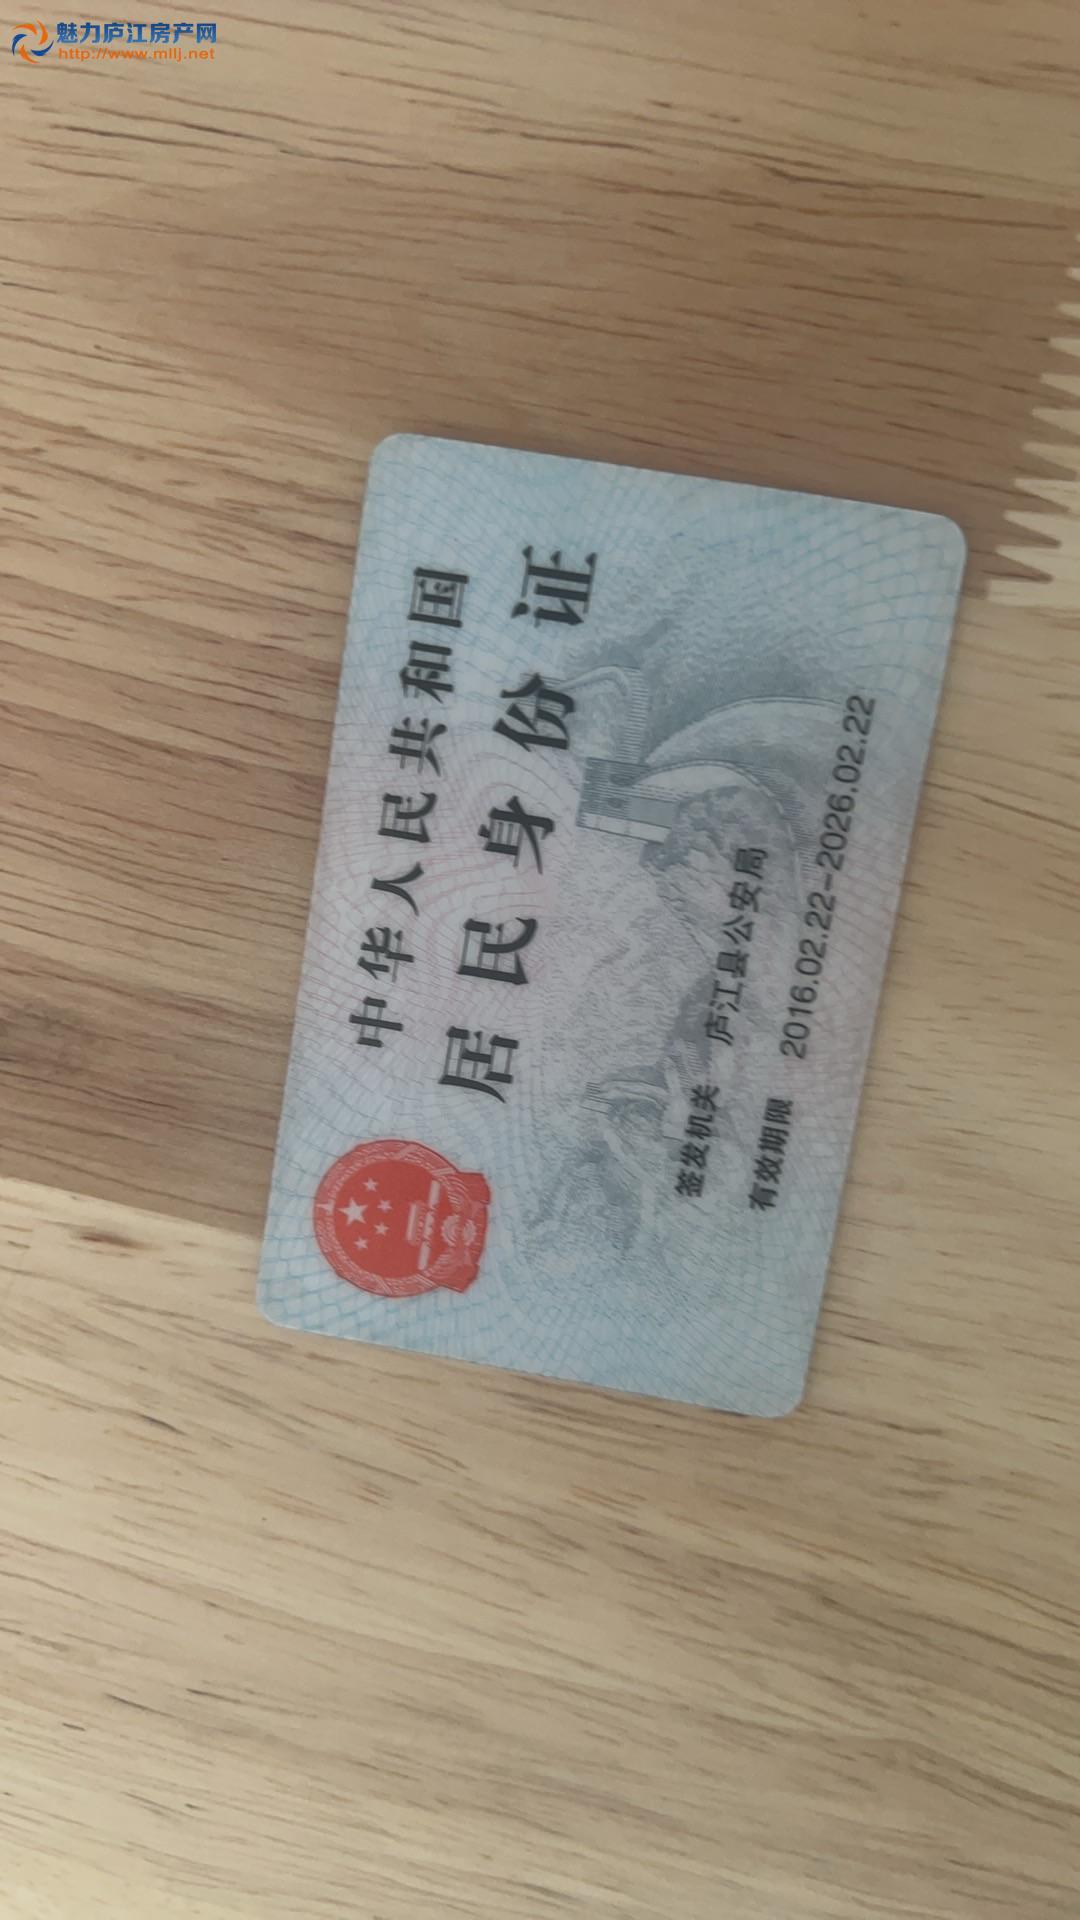 魅力庐江房产网
http://www.mllj.net
中华人民共和国
居民身份证
签发机关 庐江县公安局
有效期限 2016.02.22-2026.02.22